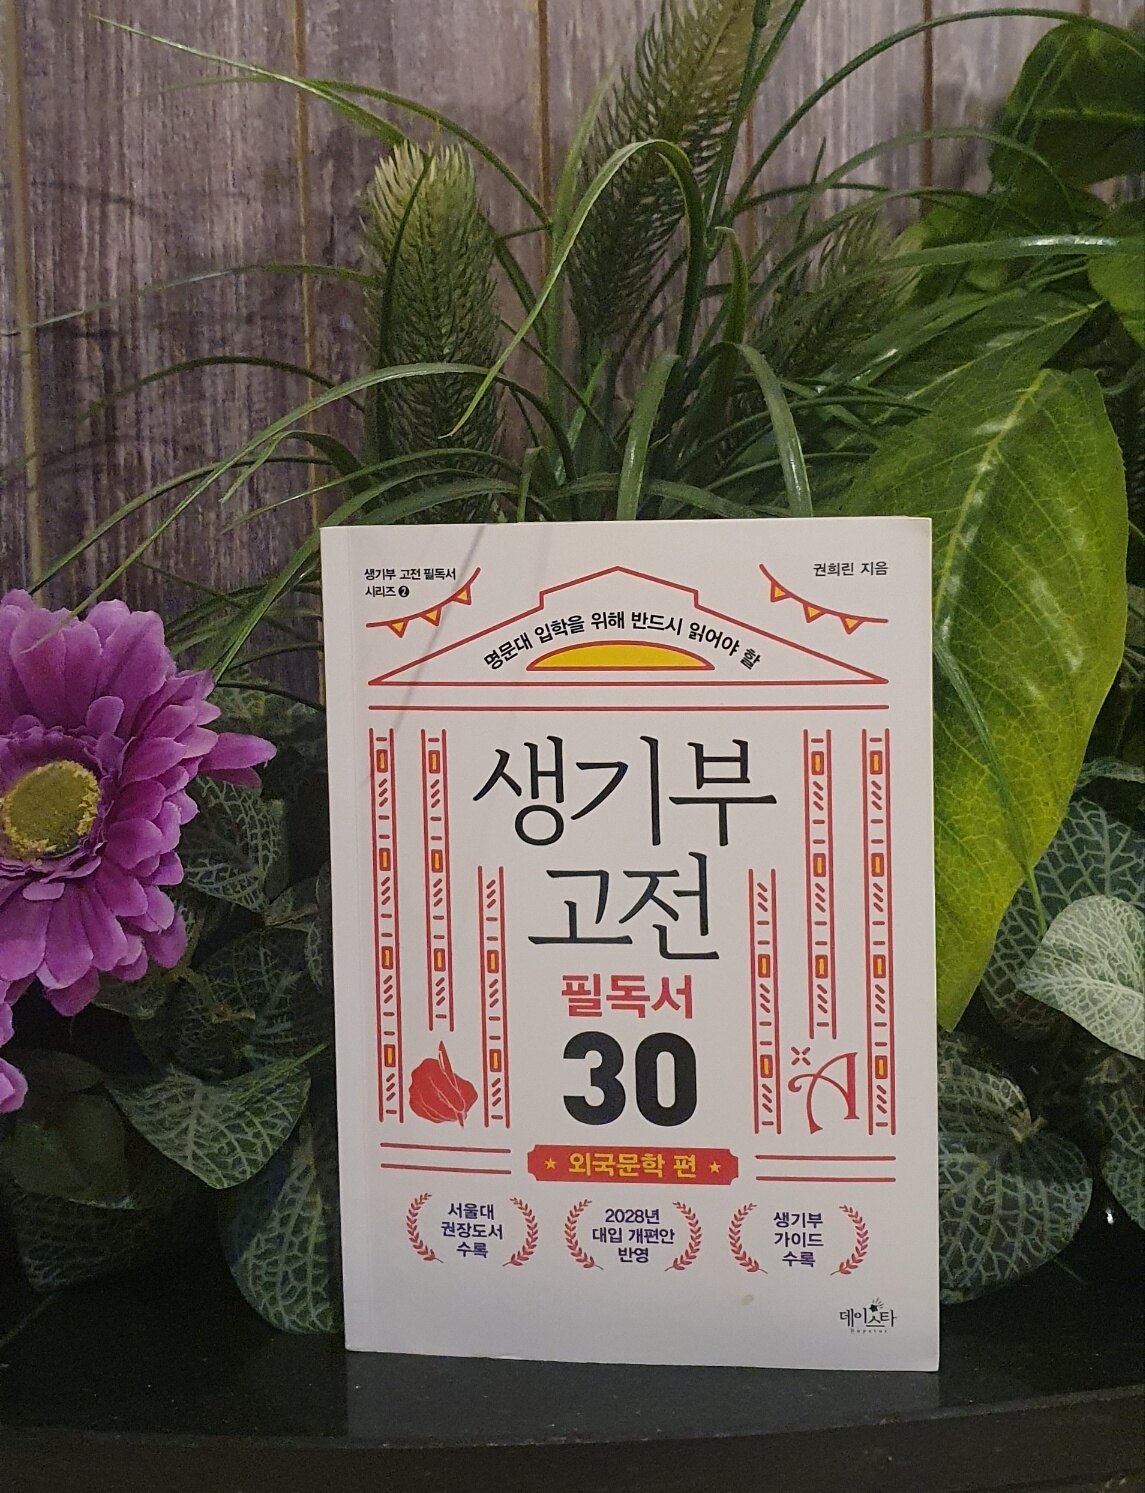 생기부 고전 필독서
시리즈 ❷
권희린 지음
명문대 입학을 위해 반드시 읽어야 할
생기부
고전
필독서
30
★ 외국문학 편 ★
서울대
권장도서
수록
2028년
대입 개편안
반영
생기부
가이드
수록
데이스타
Daystar